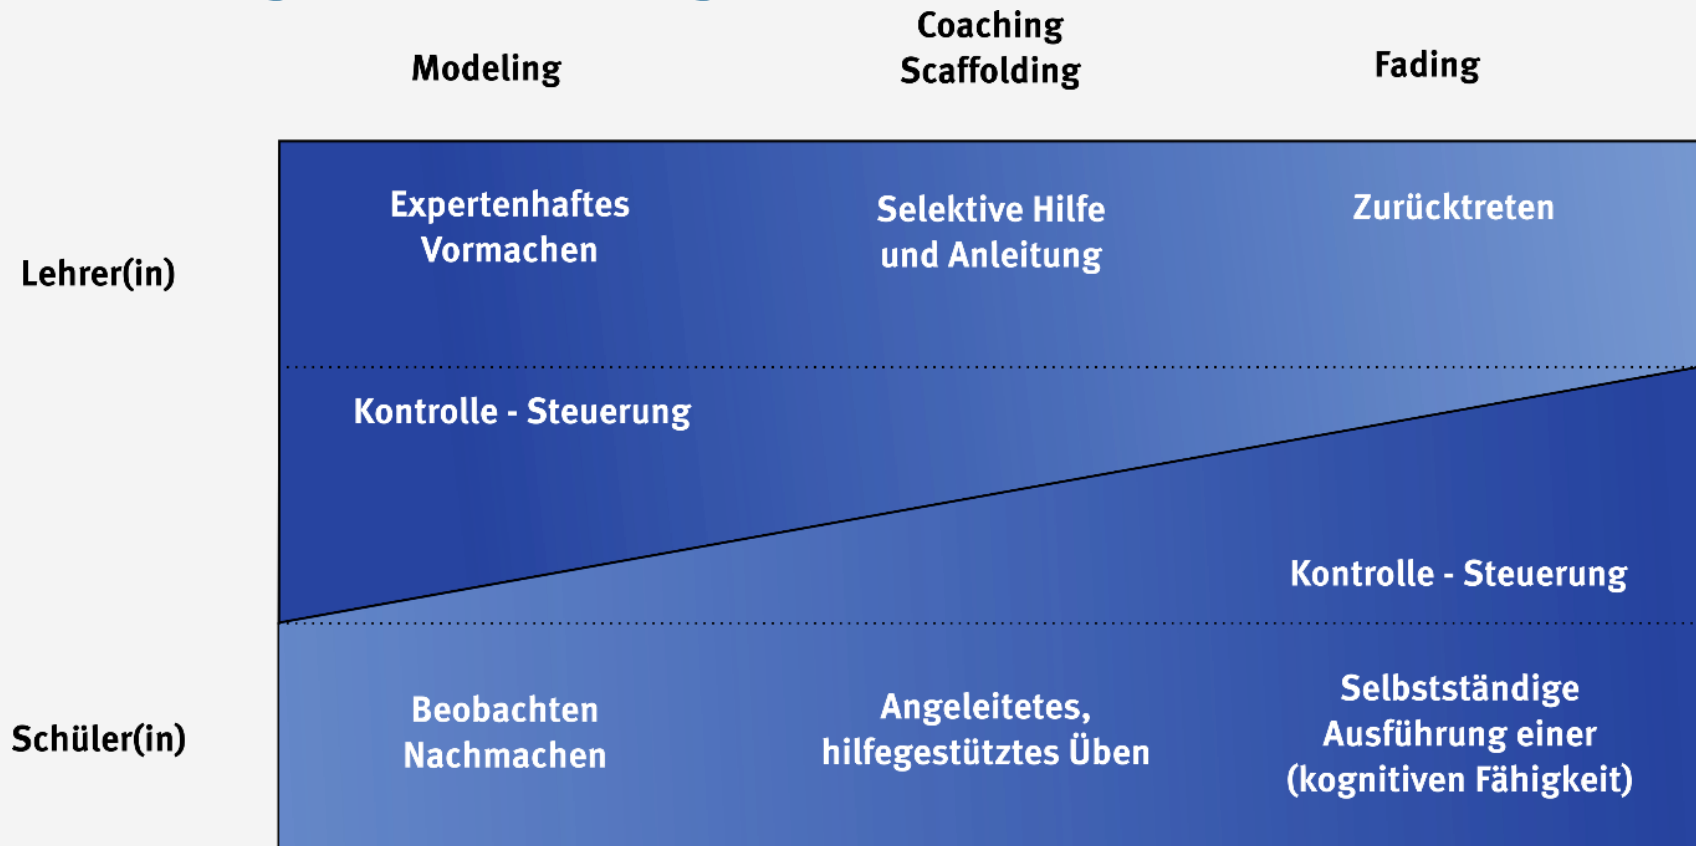 Modeling
Coaching
Scaffolding
Fading
Lehrer(in)
Expertenhaftes
Vormachen
Selektive Hilfe
und Anleitung
Zurücktreten
Kontrolle - Steuerung
Kontrolle - Steuerung
Schüler(in)
Beobachten
Nachmachen
Angeleitetes,
hilfegestütztes Üben
Selbstständige
Ausführung einer
(kognitiven Fähigkeit)